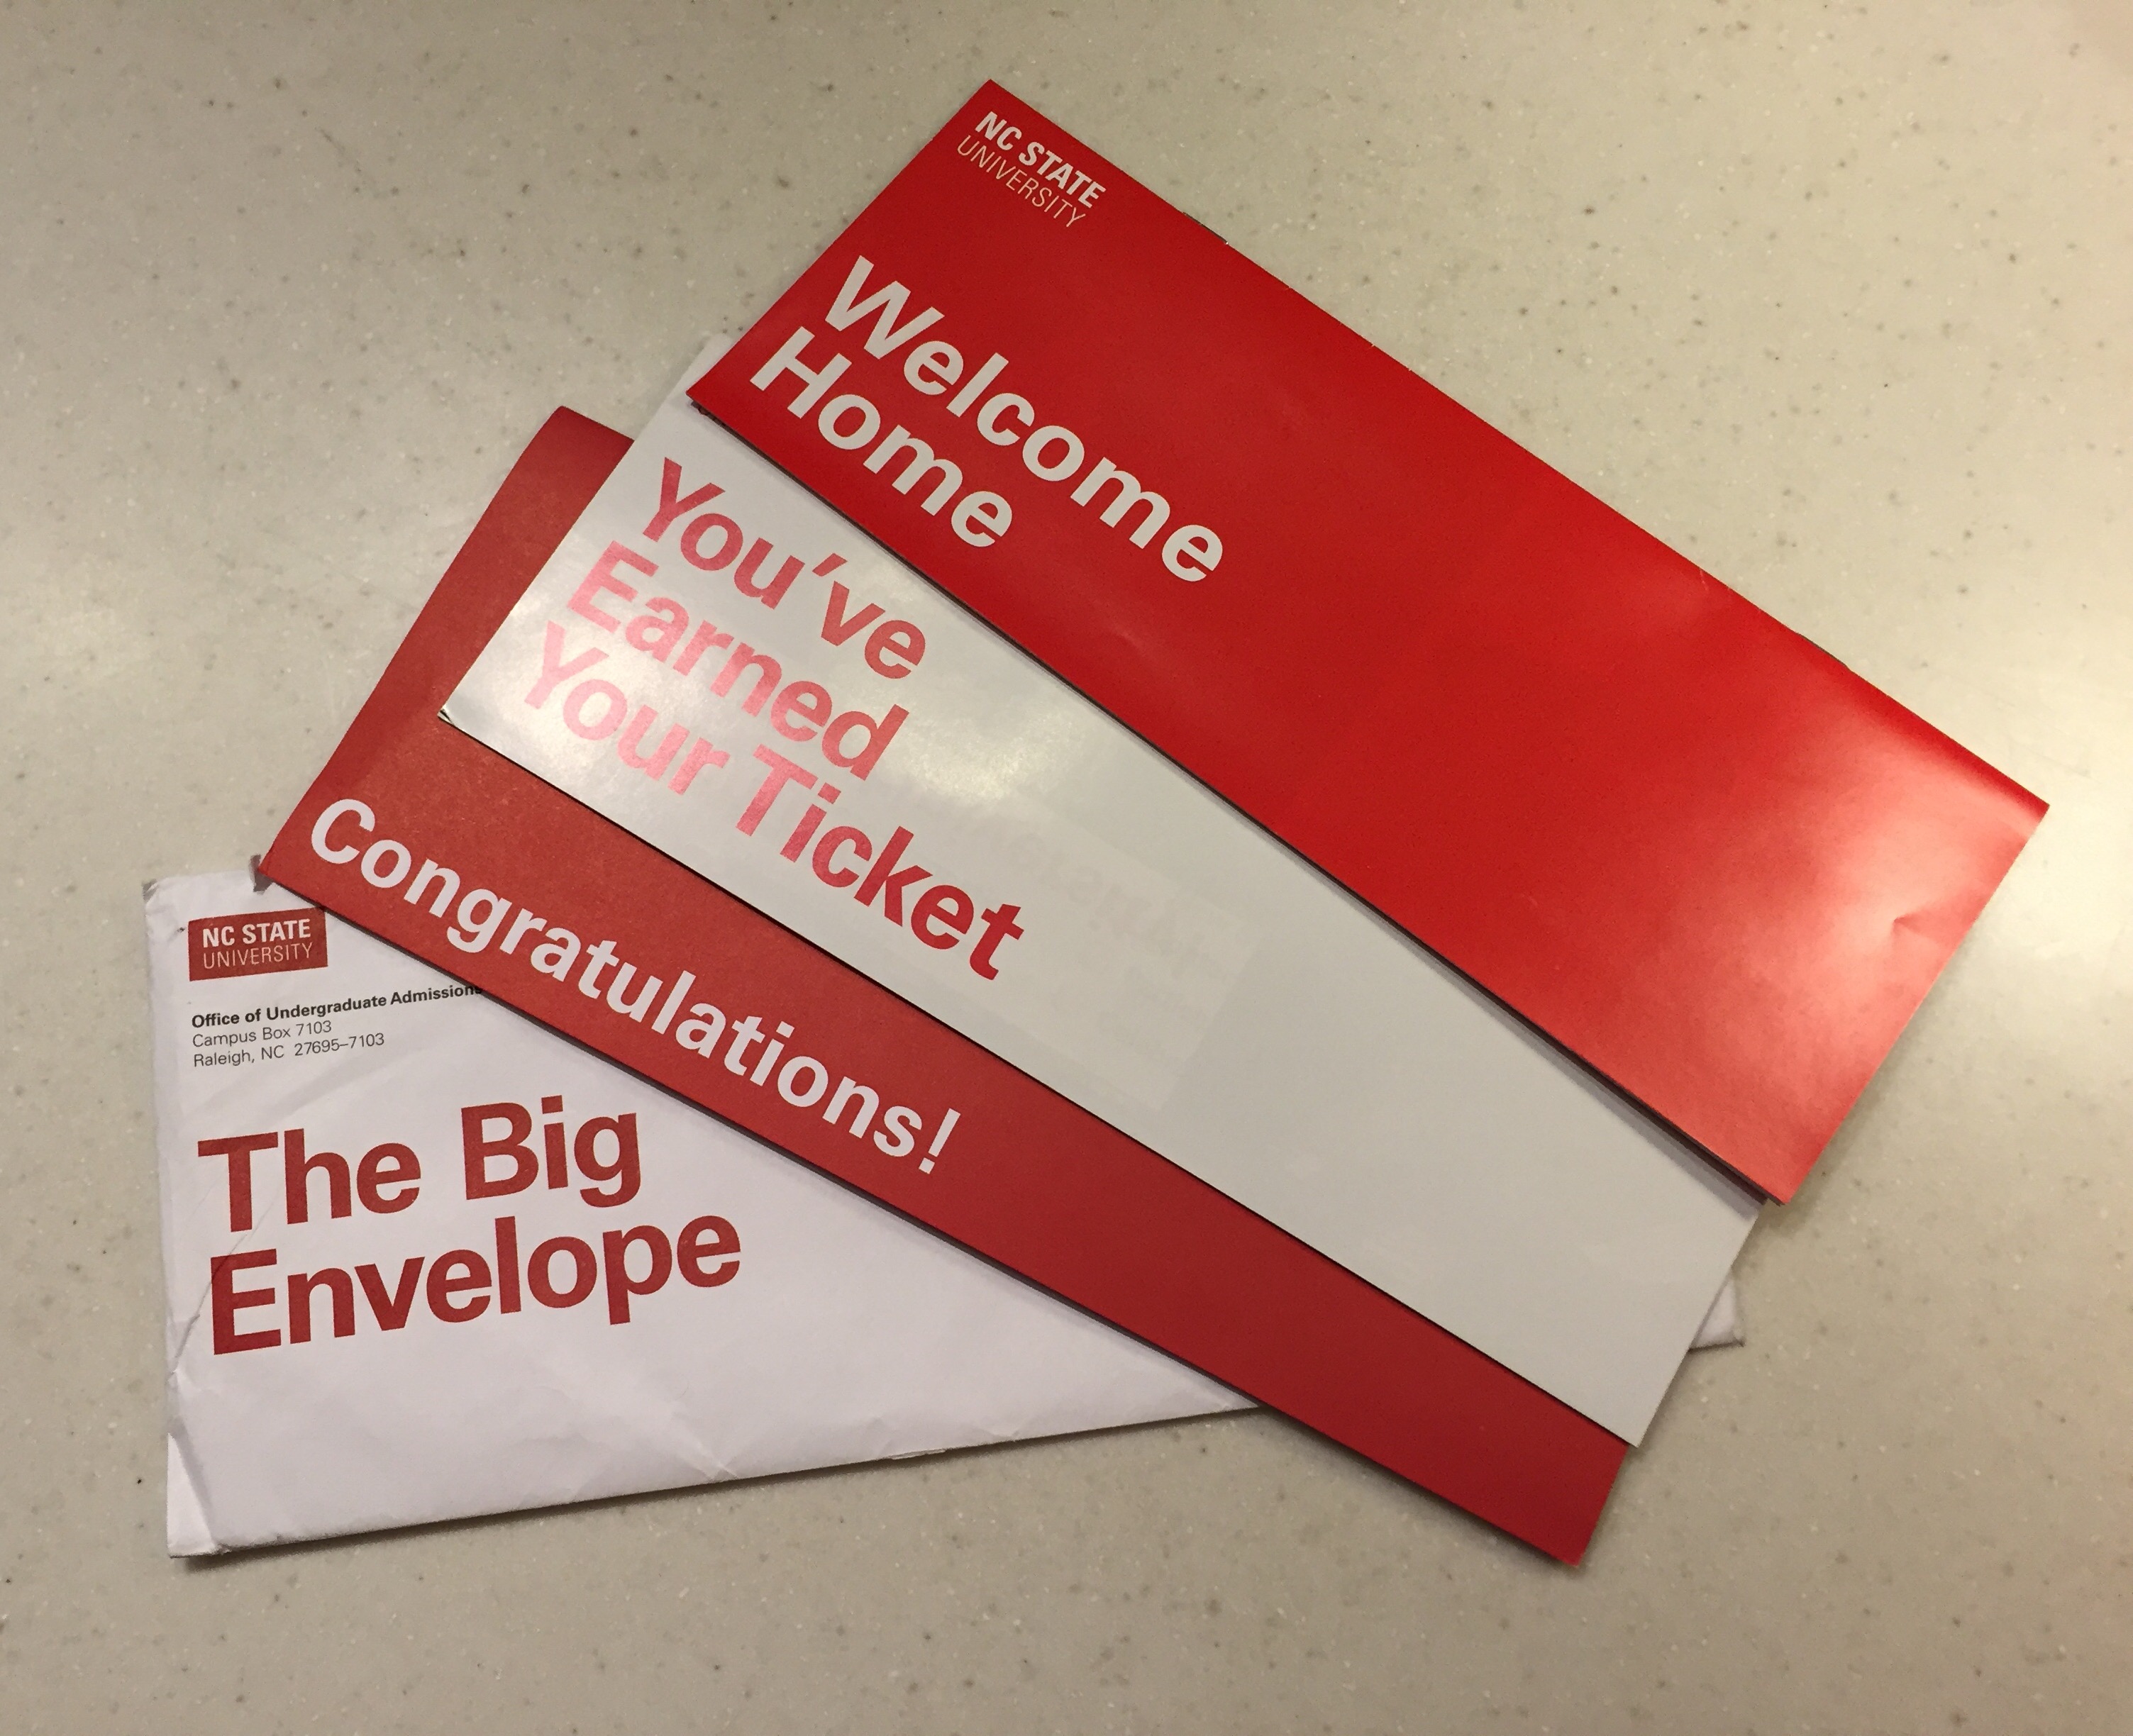 NC STATE
UNIVERSITY
Welcome
Home
You've
Earned
Your Ticket
Congratulations!
NC STATE
UNIVERSITY
Office of Undergraduate Admissions
Campus Box 7103
Raleigh, NC 27695–7103
The Big
Envelope